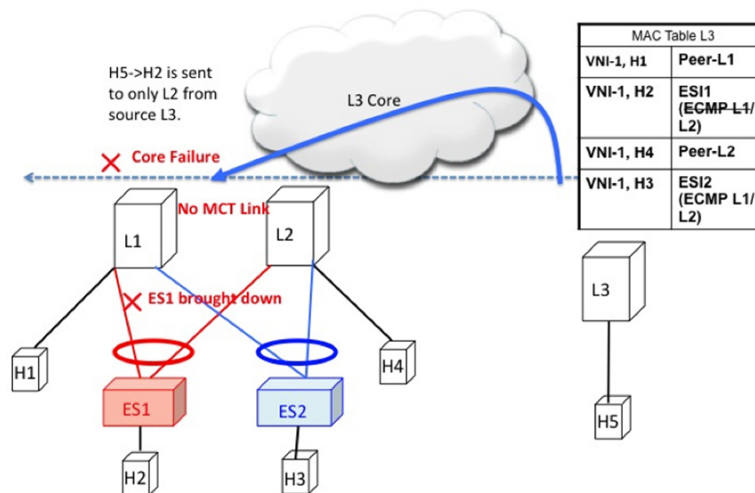 MAC Table L3
VNI-1, H1 Peer-L1
VNI-1, H2 ESI1
(ECMP L1/
L2)
VNI-1, H4 Peer-L2
VNI-1, H3 ESI2
(ECMP L1/
L2)
H5->H2 is sent
to only L2 from
source L3.
L3 Core
Core Failure
No MCT Link
L1
L2
L3
ES1 brought down
H1
H4
ES1
ES2
H5
H2
H3